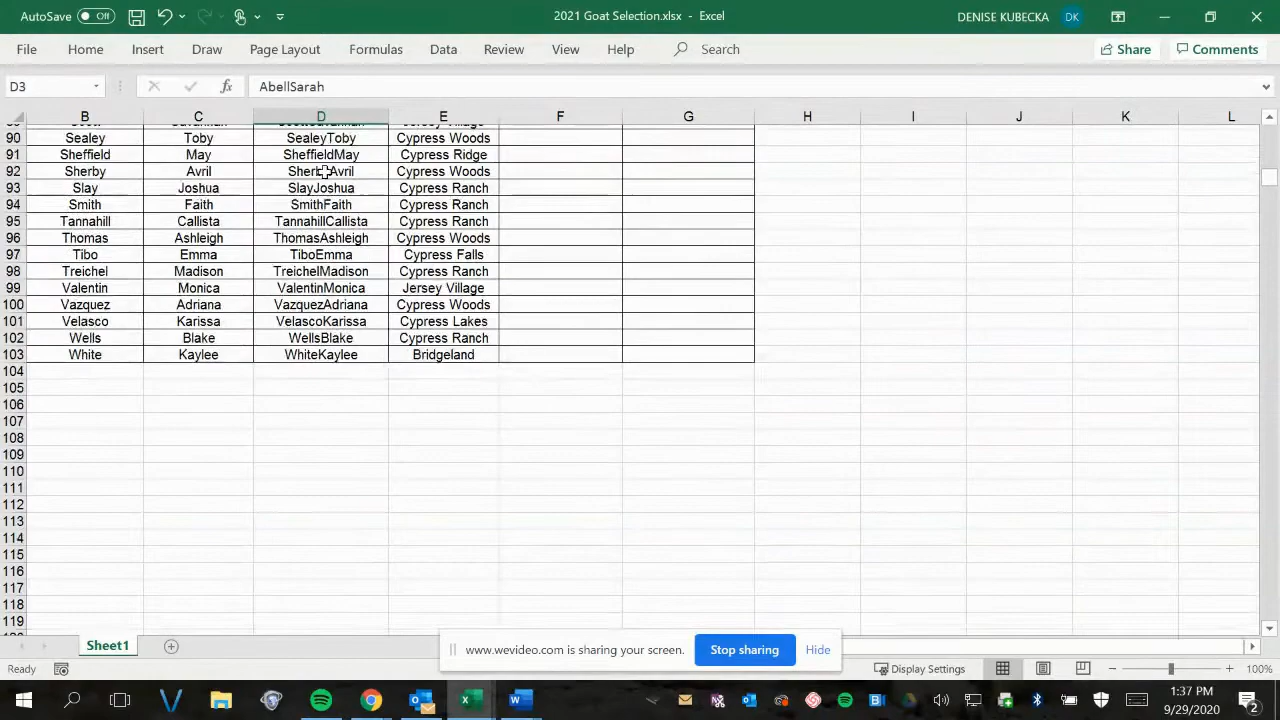 AutoSave Off 2021 Goat Selection.xlsx - Excel DENISE KUBECKA DK
File Home Insert Draw Page Layout Formulas Data Review View Help Search Share Comments
D3 fx AbellSarah
B C D E F G H I J K L
90 Sealey Toby SealeyToby Cypress Woods
91 Sheffield May SheffieldMay Cypress Ridge
92 Sherby Avril Cypress Woods
93 Slay Joshua SlayJoshua Cypress Ranch
94 Smith Faith SmithFaith Cypress Ranch
95 Tannahill Callista TannahillCallista Cypress Ranch
96 Thomas Ashleigh ThomasAshleigh Cypress Woods
97 Tibo Emma TiboEmma Cypress Falls
98 Treichel Madison TreichelMadison Cypress Ranch
99 Valentin Monica ValentinMonica Jersey Village
100 Vazquez Adriana VazquezAdriana Cypress Woods
101 Velasco Karissa VelascoKarissa Cypress Lakes
102 Wells Blake WellsBlake Cypress Ranch
103 White Kaylee WhiteKaylee Bridgeland
104
105
106
107
108
109
110
111
112
113
114
115
116
117
118
119
Sheet1
www.wevideo.com is sharing your screen. Stop sharing Hide
Ready Display Settings 100%
1:37 PM
9/29/2020
2